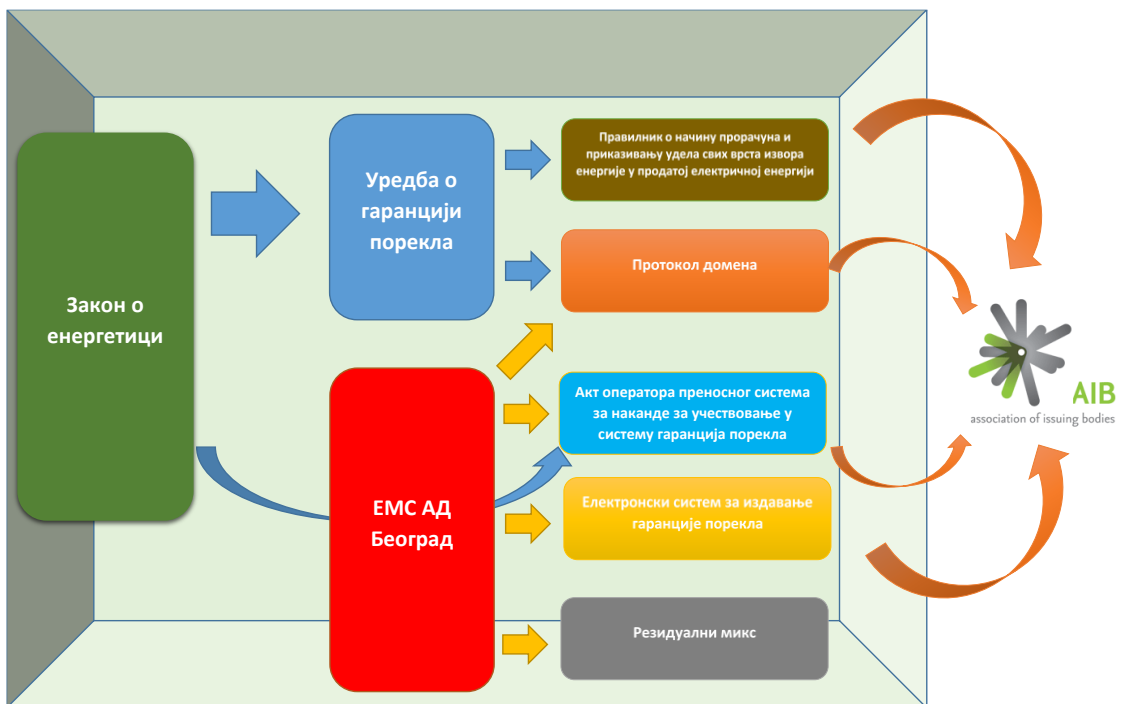 Закон о
енергетици
Уредба о
гаранцији
порекла
ЕМС АД
Београд
Правилник о начину прорачуна и
приказивању удела свих врста извора
енергије у продатој електричној енергији
Протокол домена
Акт оператора преносног система
за наканде за учествовање у
систему гаранција порекла
Електронски систем за издавање
гаранције порекла
Резидуални микс
AIB
association of issuing bodies